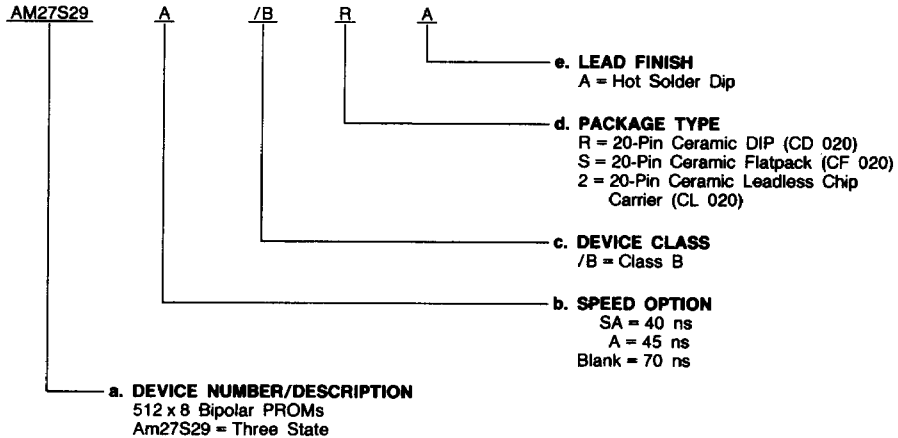 AM27S29 A /B R A
e. LEAD FINISH
A = Hot Solder Dip
d. PACKAGE TYPE
R = 20-Pin Ceramic DIP (CD 020)
S = 20-Pin Ceramic Flatpack (CF 020)
2 = 20-Pin Ceramic Leadless Chip
Carrier (CL 020)
c. DEVICE CLASS
/B = Class B
b. SPEED OPTION
SA = 40 ns
A = 45 ns
Blank = 70 ns
a. DEVICE NUMBER/DESCRIPTION
512 x 8 Bipolar PROMs
Am27S29 = Three State